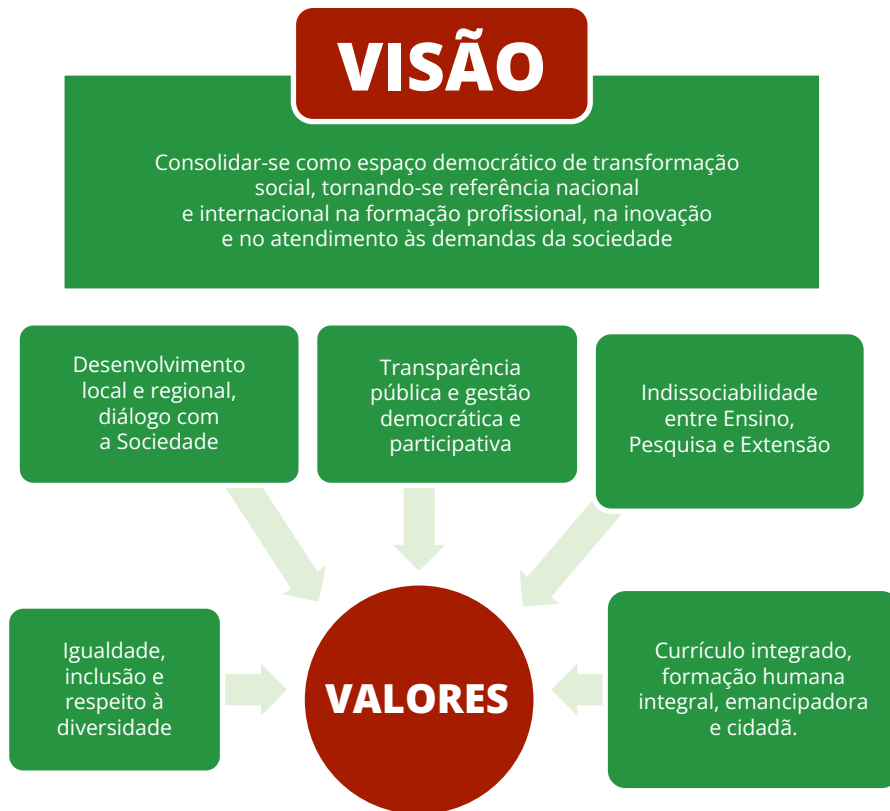 VISÃO
Consolidar-se como espaço democrático de transformação
social, tornando-se referência nacional
e internacional na formação profissional, na inovação
e no atendimento às demandas da sociedade
Desenvolvimento
local e regional,
diálogo com
a Sociedade
Transparência
pública e gestão
democrática e
participativa
Indissociabilidade
entre Ensino,
Pesquisa e Extensão
Igualdade,
inclusão e
respeito à
diversidade
VALORES
Currículo integrado,
formação humana
integral, emancipadora
e cidadã.